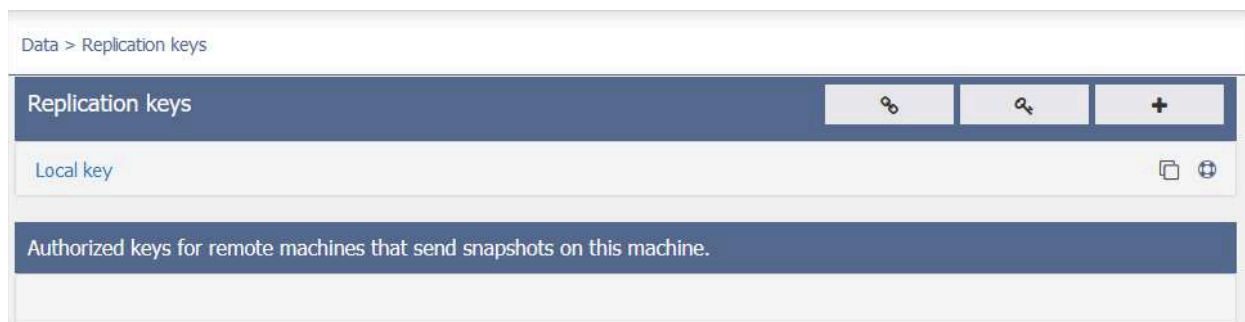 Data > Replication keys
Replication keys
Local key
Authorized keys for remote machines that send snapshots on this machine.